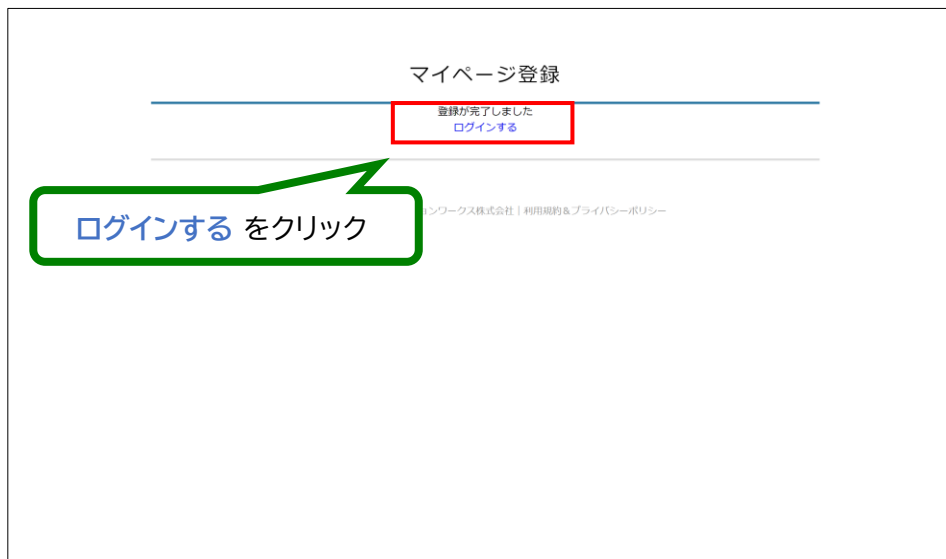 マイページ登録
登録が完了しました
ログインする
ンワークス株式会社 | 利用規約&プライバシーポリシー
ログインする をクリック